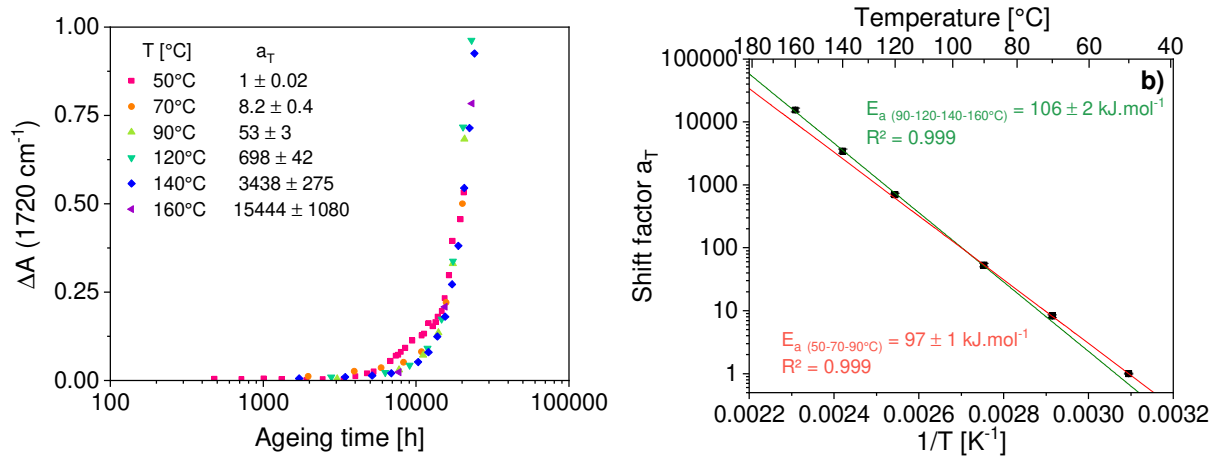 1.00
0.75
0.50
0.25
0.00
ΔA (1720 cm⁻¹)
T [°C] a_T
50°C 1 ± 0.02
70°C 8.2 ± 0.4
90°C 53 ± 3
120°C 698 ± 42
140°C 3438 ± 275
160°C 15444 ± 1080
100 1000 10000 100000
Ageing time [h]
Temperature [°C]
180 160 140 120 100 80 60 40
100000
10000
1000
100
10
1
Shift factor a_T
b)
E_a (90-120-140-160°C) = 106 ± 2 kJ.mol⁻¹
R² = 0.999
E_a (50-70-90°C) = 97 ± 1 kJ.mol⁻¹
R² = 0.999
0.0022 0.0024 0.0026 0.0028 0.0030 0.0032
1/T [K⁻¹]